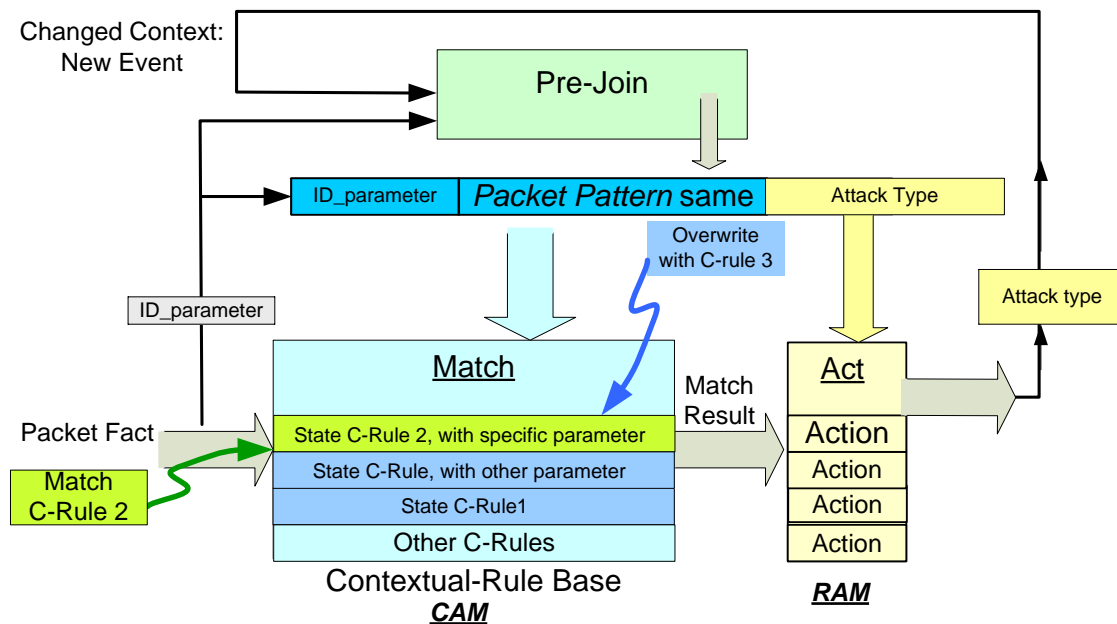 Changed Context:
New Event
Pre-Join
ID_parameter
Packet Pattern same
Attack Type
Overwrite
with C-rule 3
ID_parameter
Attack type
Match
Act
Match
Result
Packet Fact
State C-Rule 2, with specific parameter
Action
State C-Rule, with other parameter
Action
Match
C-Rule 2
State C-Rule1
Action
Other C-Rules
Action
Contextual-Rule Base
CAM
RAM